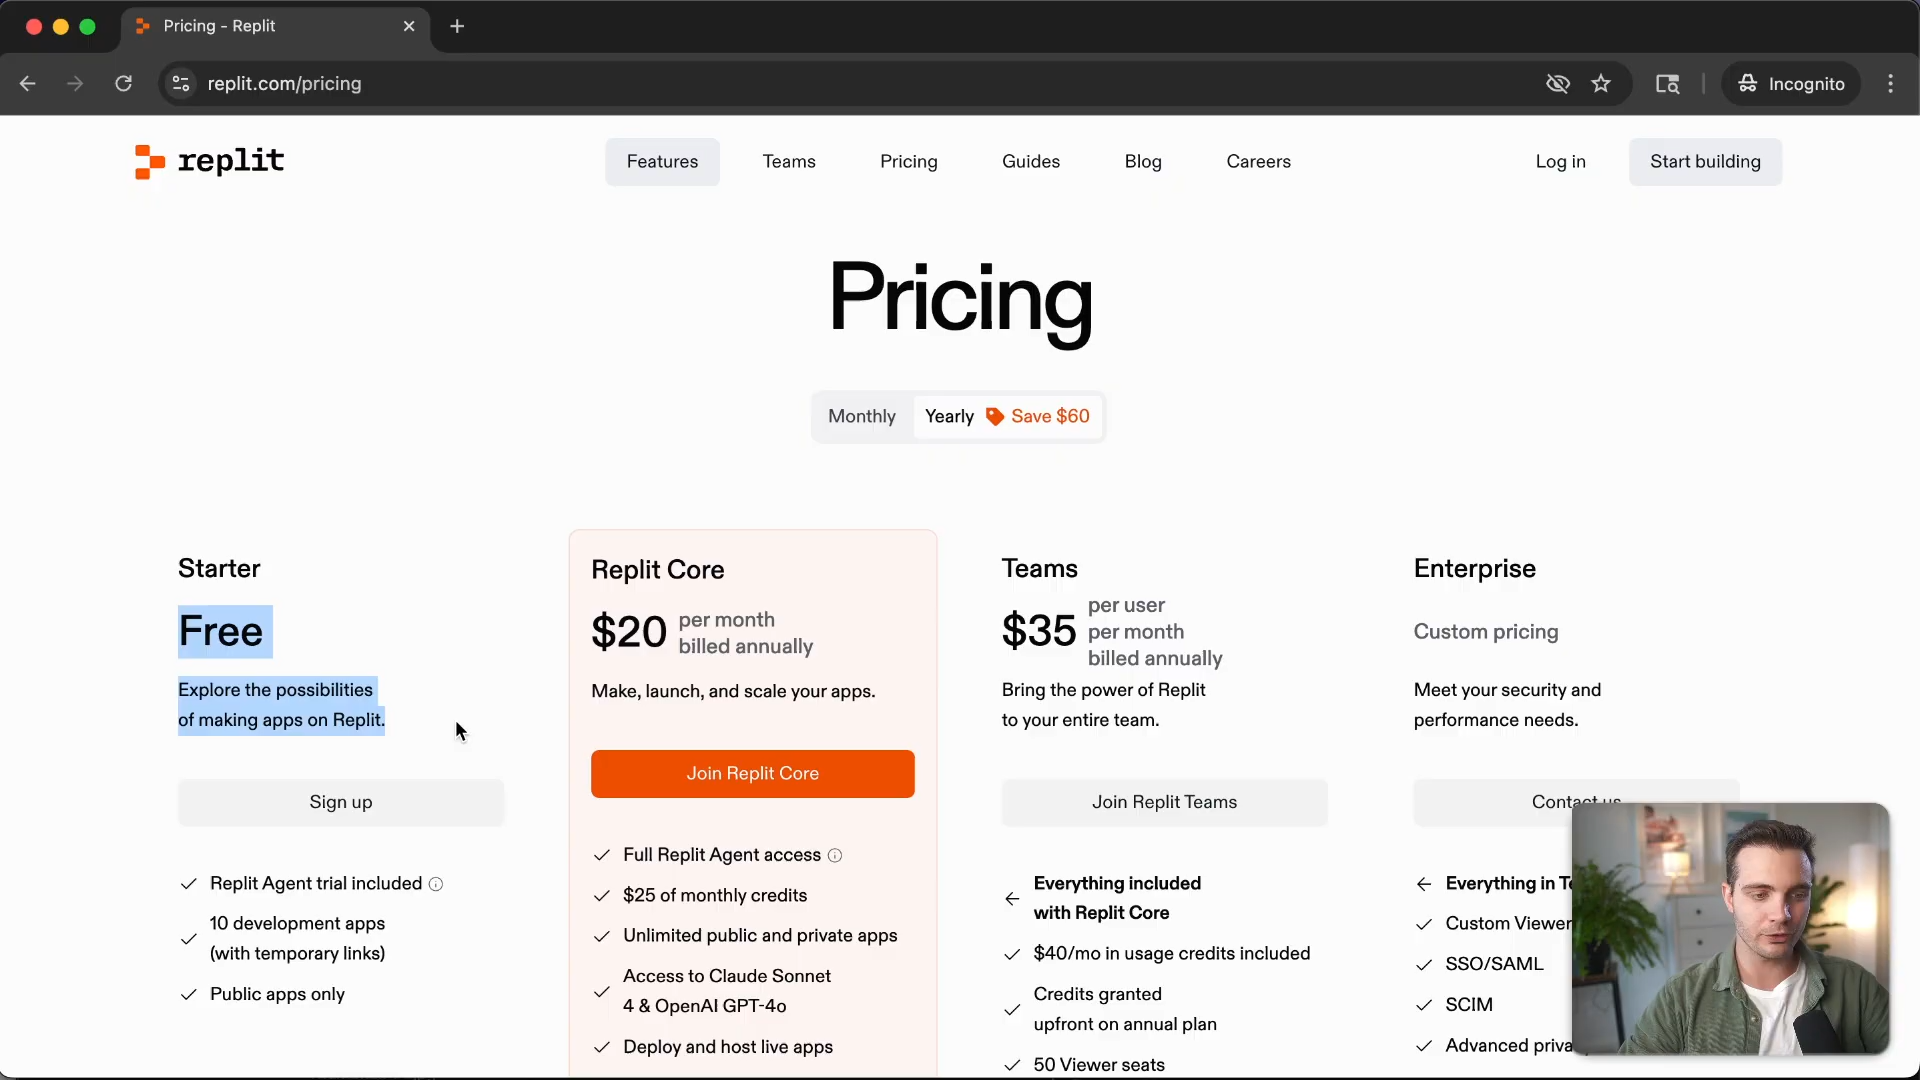 Pricing - Replit
replit.com/pricing
Incognito
replit
Features
Teams
Pricing
Guides
Blog
Careers
Log in
Start building
Pricing
Monthly
Yearly
Save $60
Starter
Free
Explore the possibilities
of making apps on Replit.
Sign up
Replit Agent trial included
10 development apps
(with temporary links)
Public apps only
Replit Core
$20
per month
billed annually
Make, launch, and scale your apps.
Join Replit Core
Full Replit Agent access
$25 of monthly credits
Unlimited public and private apps
Access to Claude Sonnet
4 & OpenAI GPT-4o
Deploy and host live apps
Teams
$35
per user
per month
billed annually
Bring the power of Replit
to your entire team.
Join Replit Teams
Everything included
with Replit Core
$40/mo in usage credits included
Credits granted
upfront on annual plan
50 Viewer seats
Enterprise
Custom pricing
Meet your security and
performance needs.
Contact us
Everything in
Custom Viewer
SSO/SAML
SCIM
Advanced